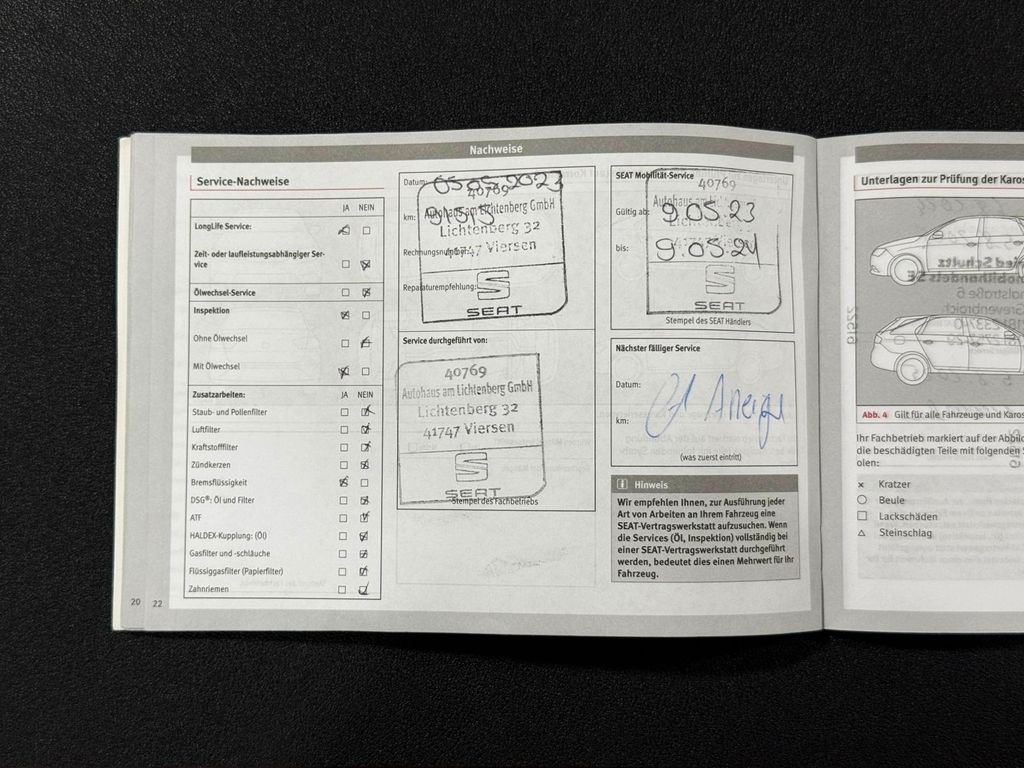 Nachweise
Service-Nachweise
JA NEIN
LongLife Service:
Zeit- oder laufleistungsabhängiger Ser-
vice
Ölwechsel-Service
Inspektion
Ohne Ölwechsel
Mit Ölwechsel
Zusatzarbeiten: JA NEIN
Staub- und Pollenfilter
Luftfilter
Kraftstofffilter
Zündkerzen
Bremsflüssigkeit
DSG®: Öl und Filter
ATF
HALDEX-Kupplung: (Öl)
Gasfilter und -schläuche
Flüssiggasfilter (Papierfilter)
Zahnriemen
20 22
Datum: 05.05.2023
40769
km:
Autohaus am Lichtenberg GmbH
Lichtenberg 32
Rechnungsnummer: 41747 Viersen
Reparaturempfehlung:
SEAT
Service durchgeführt von:
40769
Autohaus am Lichtenberg GmbH
Lichtenberg 32
41747 Viersen
SEAT
Stempel des Fachbetriebs
SEAT Mobilität-Service
40769
Autohaus am
Gültig ab: 9.05.23
bis: 9.05.24
SEAT
Stempel des SEAT Händlers
Nächster fälliger Service
Datum:
km:
(was zuerst eintritt)
i Hinweis
Wir empfehlen Ihnen, zur Ausführung jeder
Art von Arbeiten an Ihrem Fahrzeug eine
SEAT-Vertragswerkstatt aufzusuchen. Wenn
die Services (Öl, Inspektion) vollständig bei
einer SEAT-Vertragswerkstatt durchgeführt
werden, bedeutet dies einen Mehrwert für Ihr
Fahrzeug.
Unterlagen zur Prüfung der Karos
Abb. 4 Gilt für alle Fahrzeuge und Karos
Ihr Fachbetrieb markiert auf der Abbild
die beschädigten Teile mit folgenden S
olen:
x Kratzer
○ Beule
□ Lackschäden
△ Steinschlag